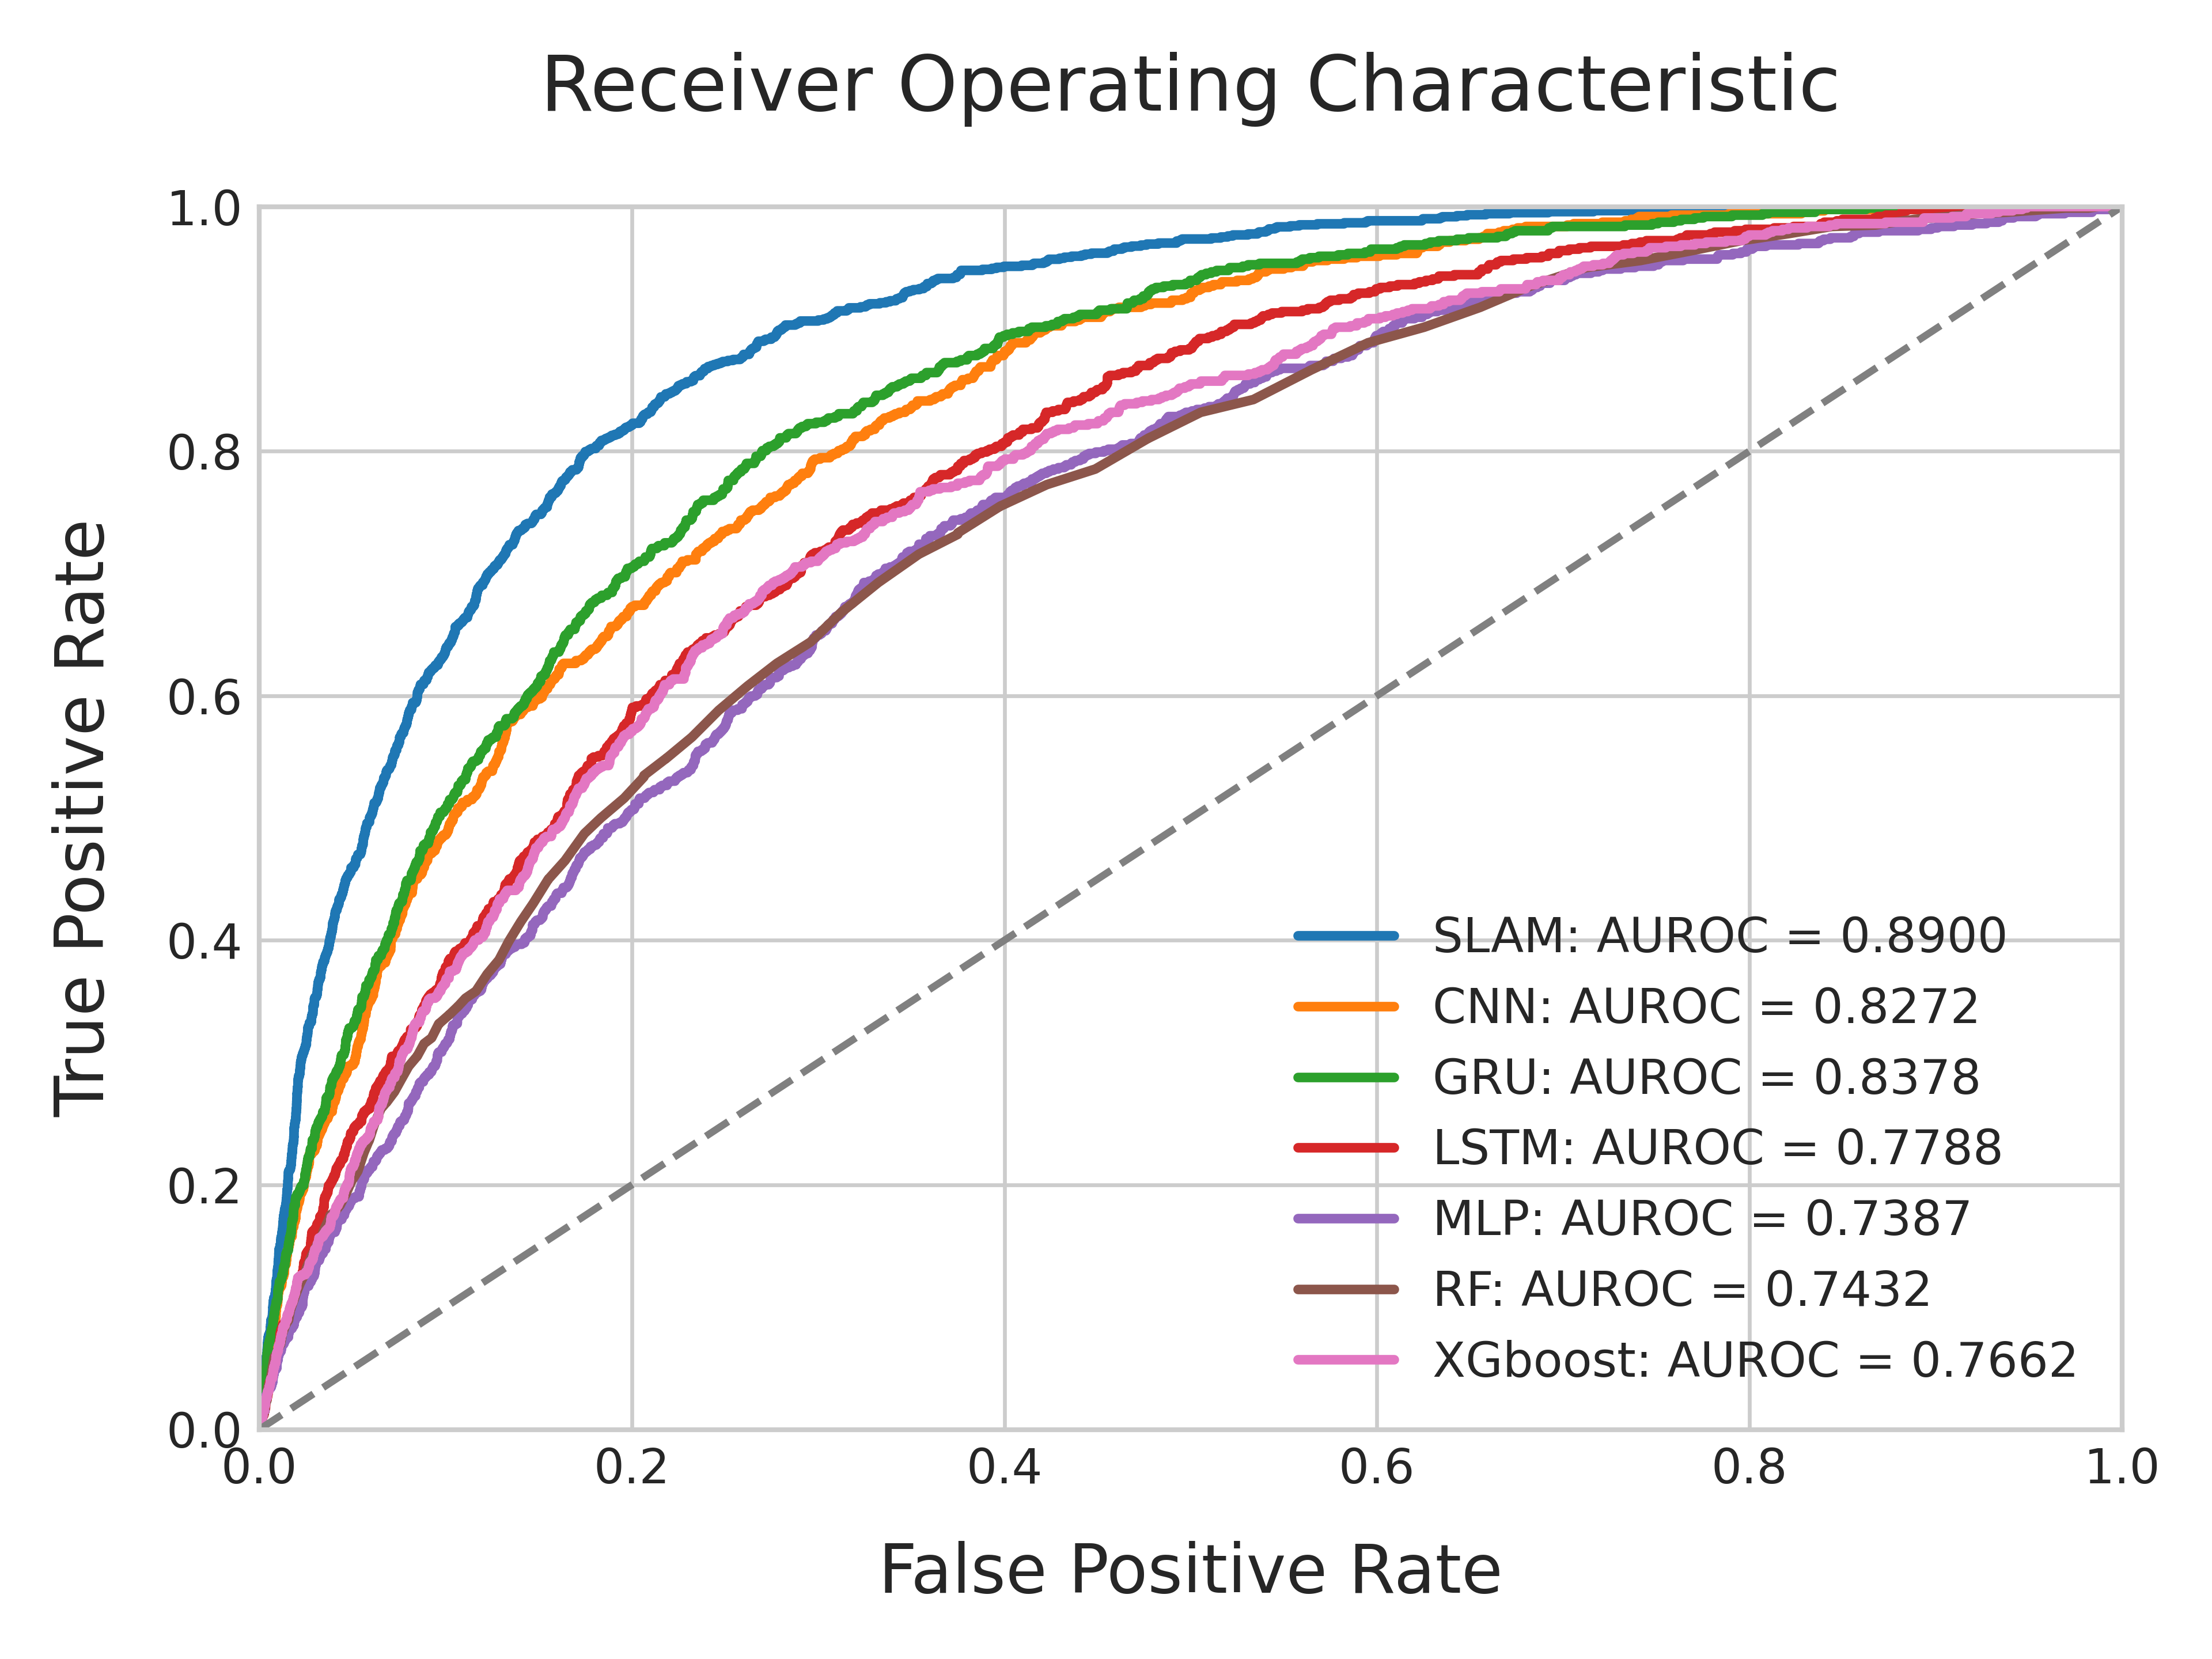 Receiver Operating Characteristic
True Positive Rate
1.0
0.8
0.6
0.4
0.2
0.0
SLAM: AUROC = 0.8900
CNN: AUROC = 0.8272
GRU: AUROC = 0.8378
LSTM: AUROC = 0.7788
MLP: AUROC = 0.7387
RF: AUROC = 0.7432
XGboost: AUROC = 0.7662
0.0 0.2 0.4 0.6 0.8 1.0
False Positive Rate